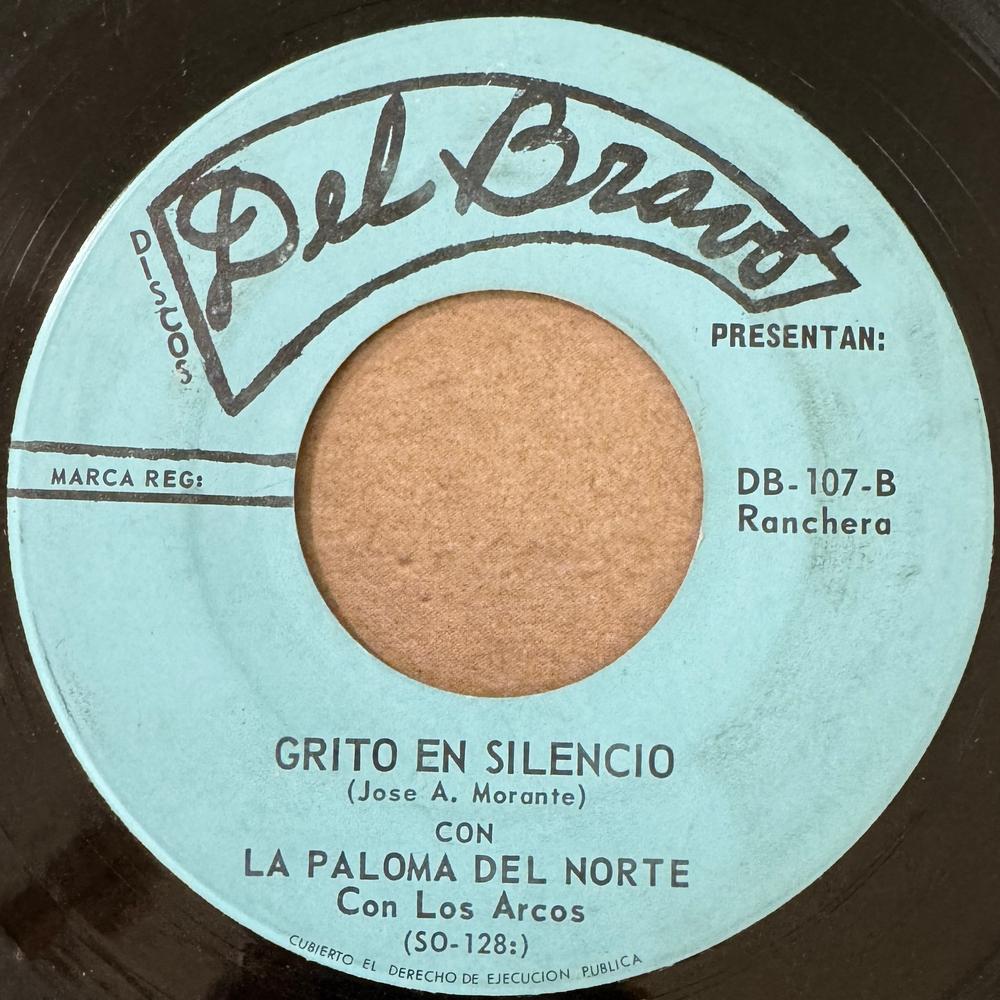 DISCOS
Del Bravo
PRESENTAN:
MARCA REG:
DB-107-B
Ranchera
GRITO EN SILENCIO
(Jose A. Morante)
CON
LA PALOMA DEL NORTE
Con Los Arcos
(SO-128:)
CUBIERTO EL DERECHO DE EJECUCION PUBLICA